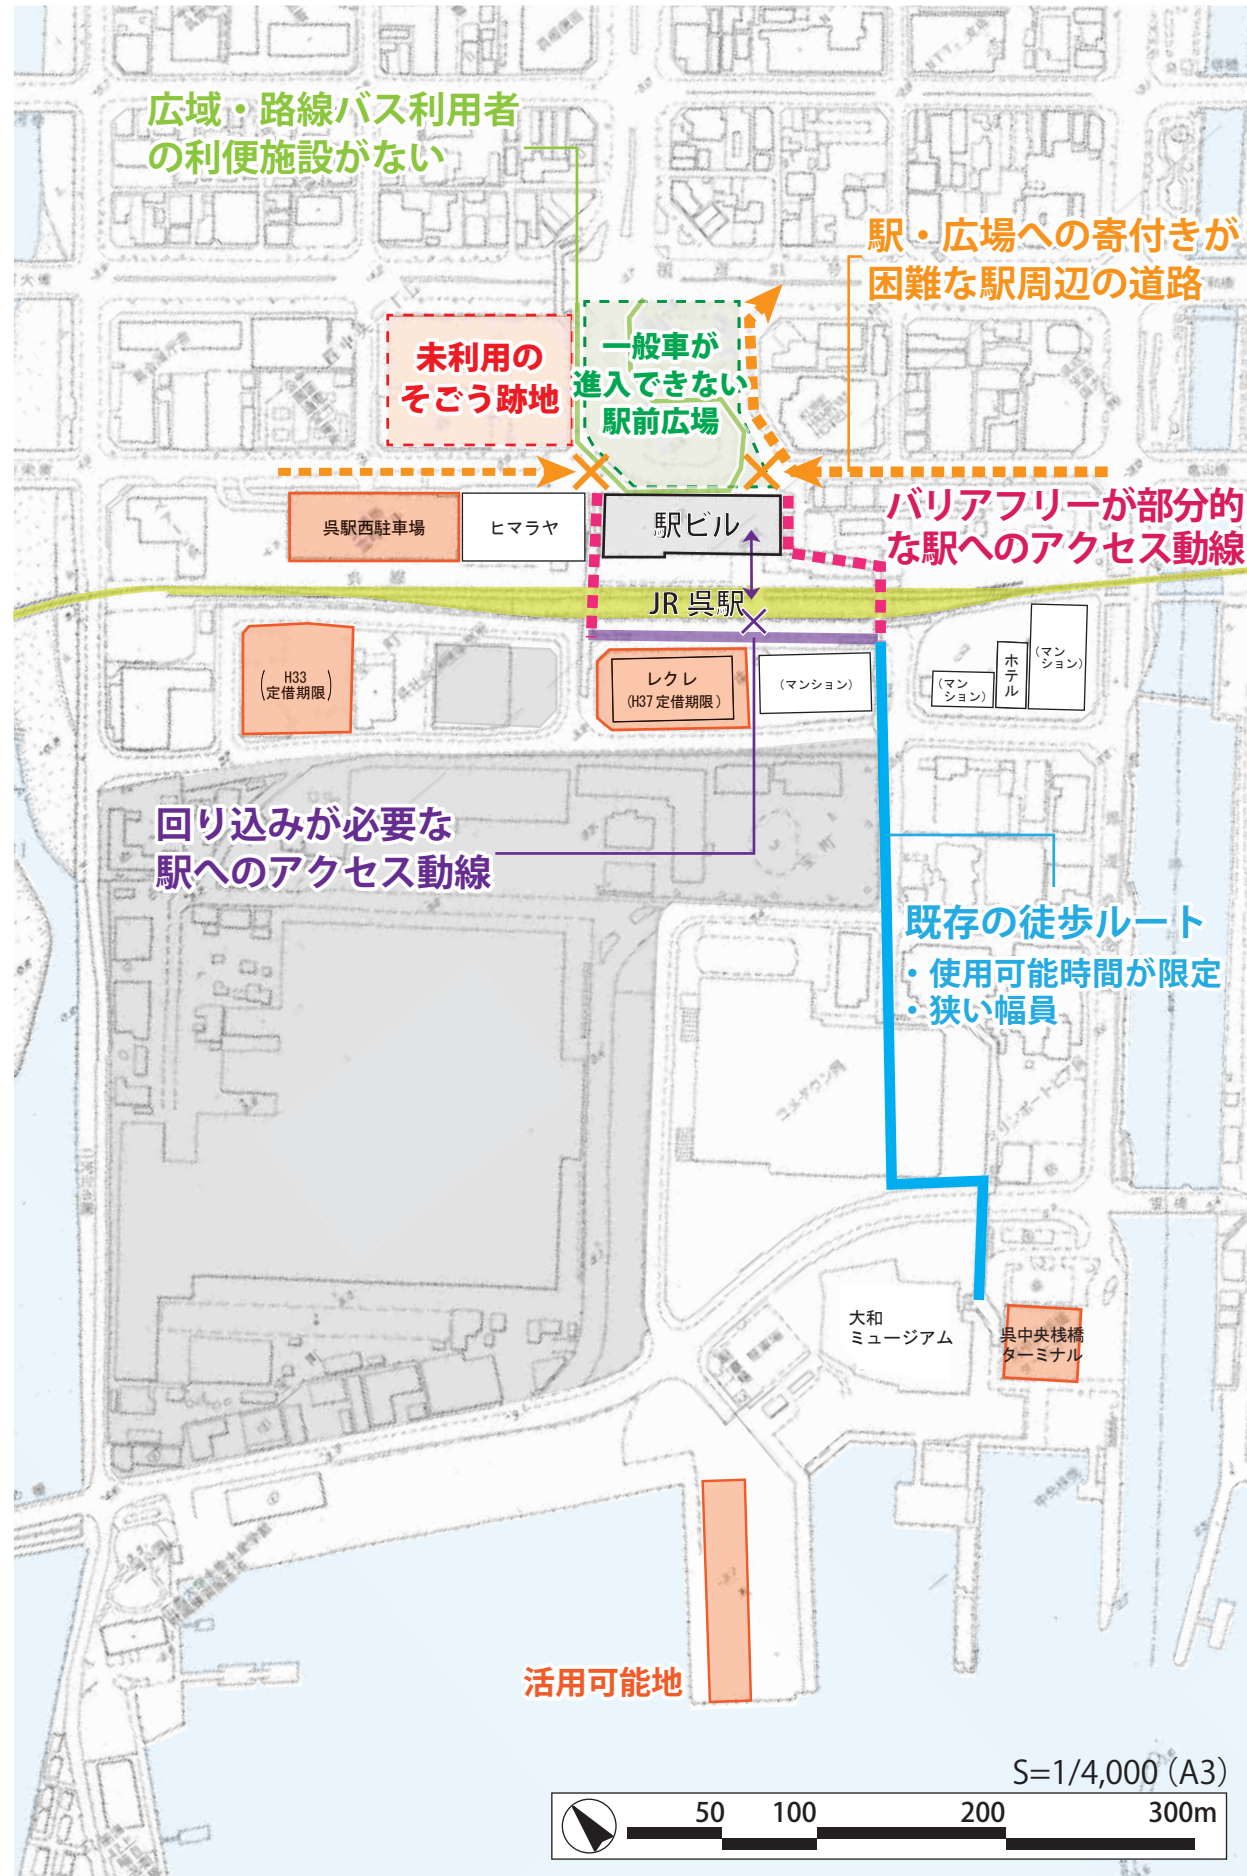 広域・路線バス利用者
の利便施設がない
駅・広場への寄付きが
困難な駅周辺の道路
未利用の
そごう跡地
一般車が
進入できない
駅前広場
バリアフリーが部分的
な駅へのアクセス動線
呉駅西駐車場
ヒマラヤ
駅ビル
JR 呉駅
(H33
定借期限)
レクレ
(H37 定借期限)
(マンション)
(マン
ション)
ホテル
(マン
ション)
回り込みが必要な
駅へのアクセス動線
既存の徒歩ルート
・使用可能時間が限定
・狭い幅員
大和
ミュージアム
呉中央桟橋
ターミナル
活用可能地
S=1/4,000 (A3)
50 100 200 300m